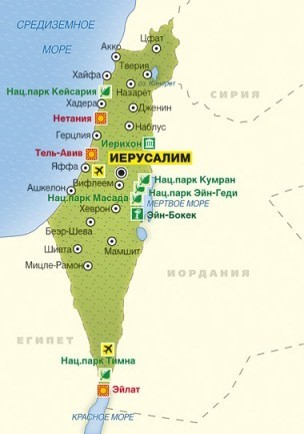 СРЕДИЗЕМНОЕ
МОРЕ
Цфат
Акко
Тверия
Хайфа
оз. Кинерет
Назарет
Нац.парк Кейсария
Хадера
Дженин
СИРИЯ
Нетания
Наблус
Герцлия
Иерихон
Тель-Авив
ИЕРУСАЛИМ
Яффа
Нац.парк Кумран
Вифлеем
Ашкелон
Нац.парк Эйн-Геди
Нац.парк Масада
МЕРТВОЕ МОРЕ
Хеврон
Эйн-Бокек
Беэр-Шева
Шивта
Мамшит
Мицпе-Рамон
ИОРДАНИЯ
ЕГИПЕТ
Нац.парк Тимна
Эйлат
КРАСНОЕ МОРЕ